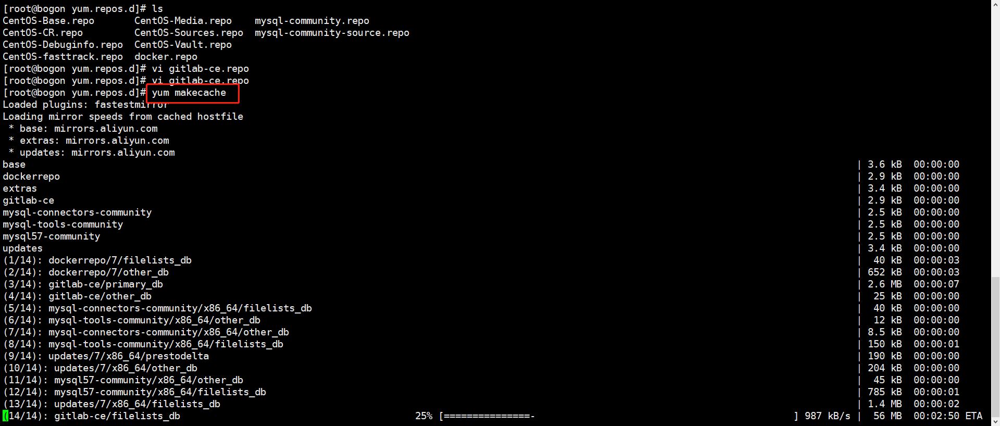 [root@bogon yum.repos.d]# ls
CentOS-Base.repo       CentOS-Media.repo    mysql-community.repo
CentOS-CR.repo         CentOS-Sources.repo  mysql-community-source.repo
CentOS-Debuginfo.repo  CentOS-Vault.repo
CentOS-fasttrack.repo  docker.repo
[root@bogon yum.repos.d]# vi gitlab-ce.repo
[root@bogon yum.repos.d]# vi gitlab-ce.repo
[root@bogon yum.repos.d]# yum makecache
Loaded plugins: fastestmirror
Loading mirror speeds from cached hostfile
 * base: mirrors.aliyun.com
 * extras: mirrors.aliyun.com
 * updates: mirrors.aliyun.com
base | 3.6 kB  00:00:00
dockerrepo | 2.9 kB  00:00:00
extras | 3.4 kB  00:00:00
gitlab-ce | 2.9 kB  00:00:00
mysql-connectors-community | 2.5 kB  00:00:00
mysql-tools-community | 2.5 kB  00:00:00
mysql57-community | 2.5 kB  00:00:00
updates | 3.4 kB  00:00:00
(1/14): dockerrepo/7/filelists_db |  40 kB  00:00:03
(2/14): dockerrepo/7/other_db | 652 kB  00:00:03
(3/14): gitlab-ce/primary_db | 2.6 MB  00:00:07
(4/14): gitlab-ce/other_db |  25 kB  00:00:00
(5/14): mysql-connectors-community/x86_64/filelists_db |  40 kB  00:00:00
(6/14): mysql-tools-community/x86_64/other_db |  12 kB  00:00:00
(7/14): mysql-connectors-community/x86_64/other_db | 8.5 kB  00:00:00
(8/14): mysql-tools-community/x86_64/filelists_db | 150 kB  00:00:01
(9/14): updates/7/x86_64/prestodelta | 190 kB  00:00:00
(10/14): updates/7/x86_64/other_db | 204 kB  00:00:00
(11/14): mysql57-community/x86_64/other_db |  45 kB  00:00:00
(12/14): mysql57-community/x86_64/filelists_db | 785 kB  00:00:01
(13/14): updates/7/x86_64/filelists_db | 1.4 MB  00:00:02
(14/14): gitlab-ce/filelists_db 25% [===============- ] 987 kB/s |  56 MB  00:02:50 ETA